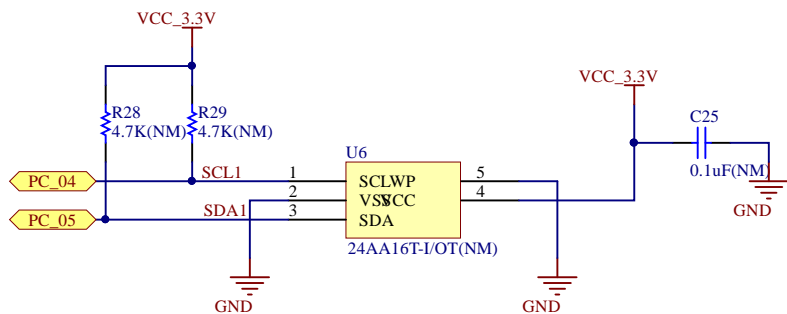 VCC_3.3V
VCC_3.3V
R28
4.7K(NM)
R29
4.7K(NM)
C25
0.1uF(NM)
GND
U6
PC_04
SCL1
1
SCL
WP
5
2
VSS
VCC
4
PC_05
SDA1
3
SDA
24AA16T-I/OT(NM)
GND
GND